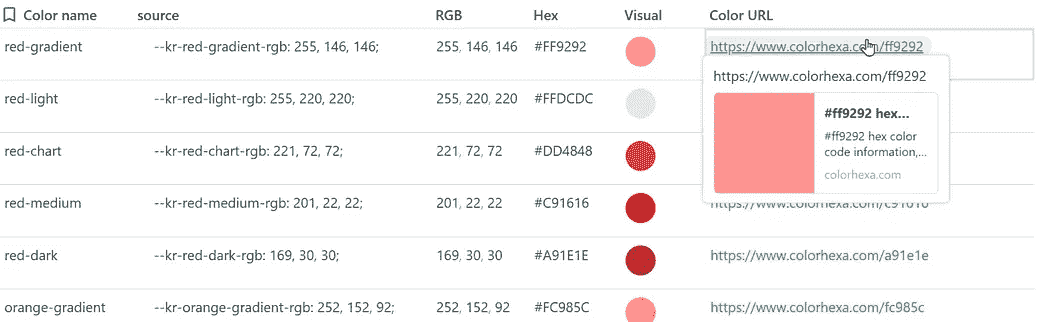 Color name source RGB Hex Visual Color URL
red-gradient --kr-red-gradient-rgb: 255, 146, 146; 255, 146, 146 #FF9292 https://www.colorhexa.com/ff9292
https://www.colorhexa.com/ff9292
red-light --kr-red-light-rgb: 255, 220, 220; 255, 220, 220 #FFDCDC
#ff9292 hex...
#ff9292 hex color
code information,...
colorhexa.com
red-chart --kr-red-chart-rgb: 221, 72, 72; 221, 72, 72 #DD4848
red-medium --kr-red-medium-rgb: 201, 22, 22; 201, 22, 22 #C91616 https://www.colorhexa.com/c91616
red-dark --kr-red-dark-rgb: 169, 30, 30; 169, 30, 30 #A91E1E https://www.colorhexa.com/a91e1e
orange-gradient --kr-orange-gradient-rgb: 252, 152, 92; 252, 152, 92 #FC985C https://www.colorhexa.com/fc985c